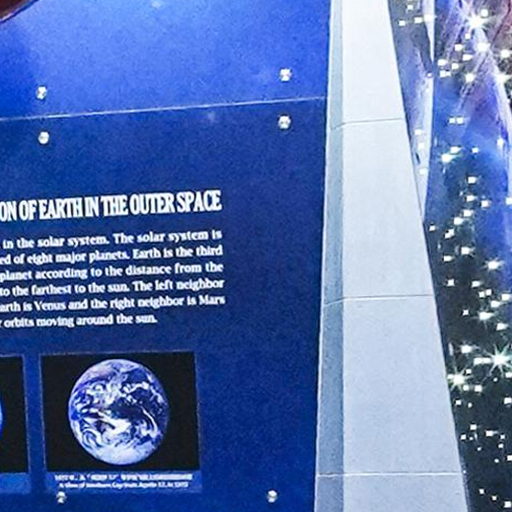 ON OF EARTH IN THE OUTER SPACE
in the solar system. The solar system is
ed of eight major planets. Earth is the third
planet according to the distance from the
to the farthest to the sun. The left neighbor
arth is Venus and the right neighbor is Mars
orbits moving around the sun.